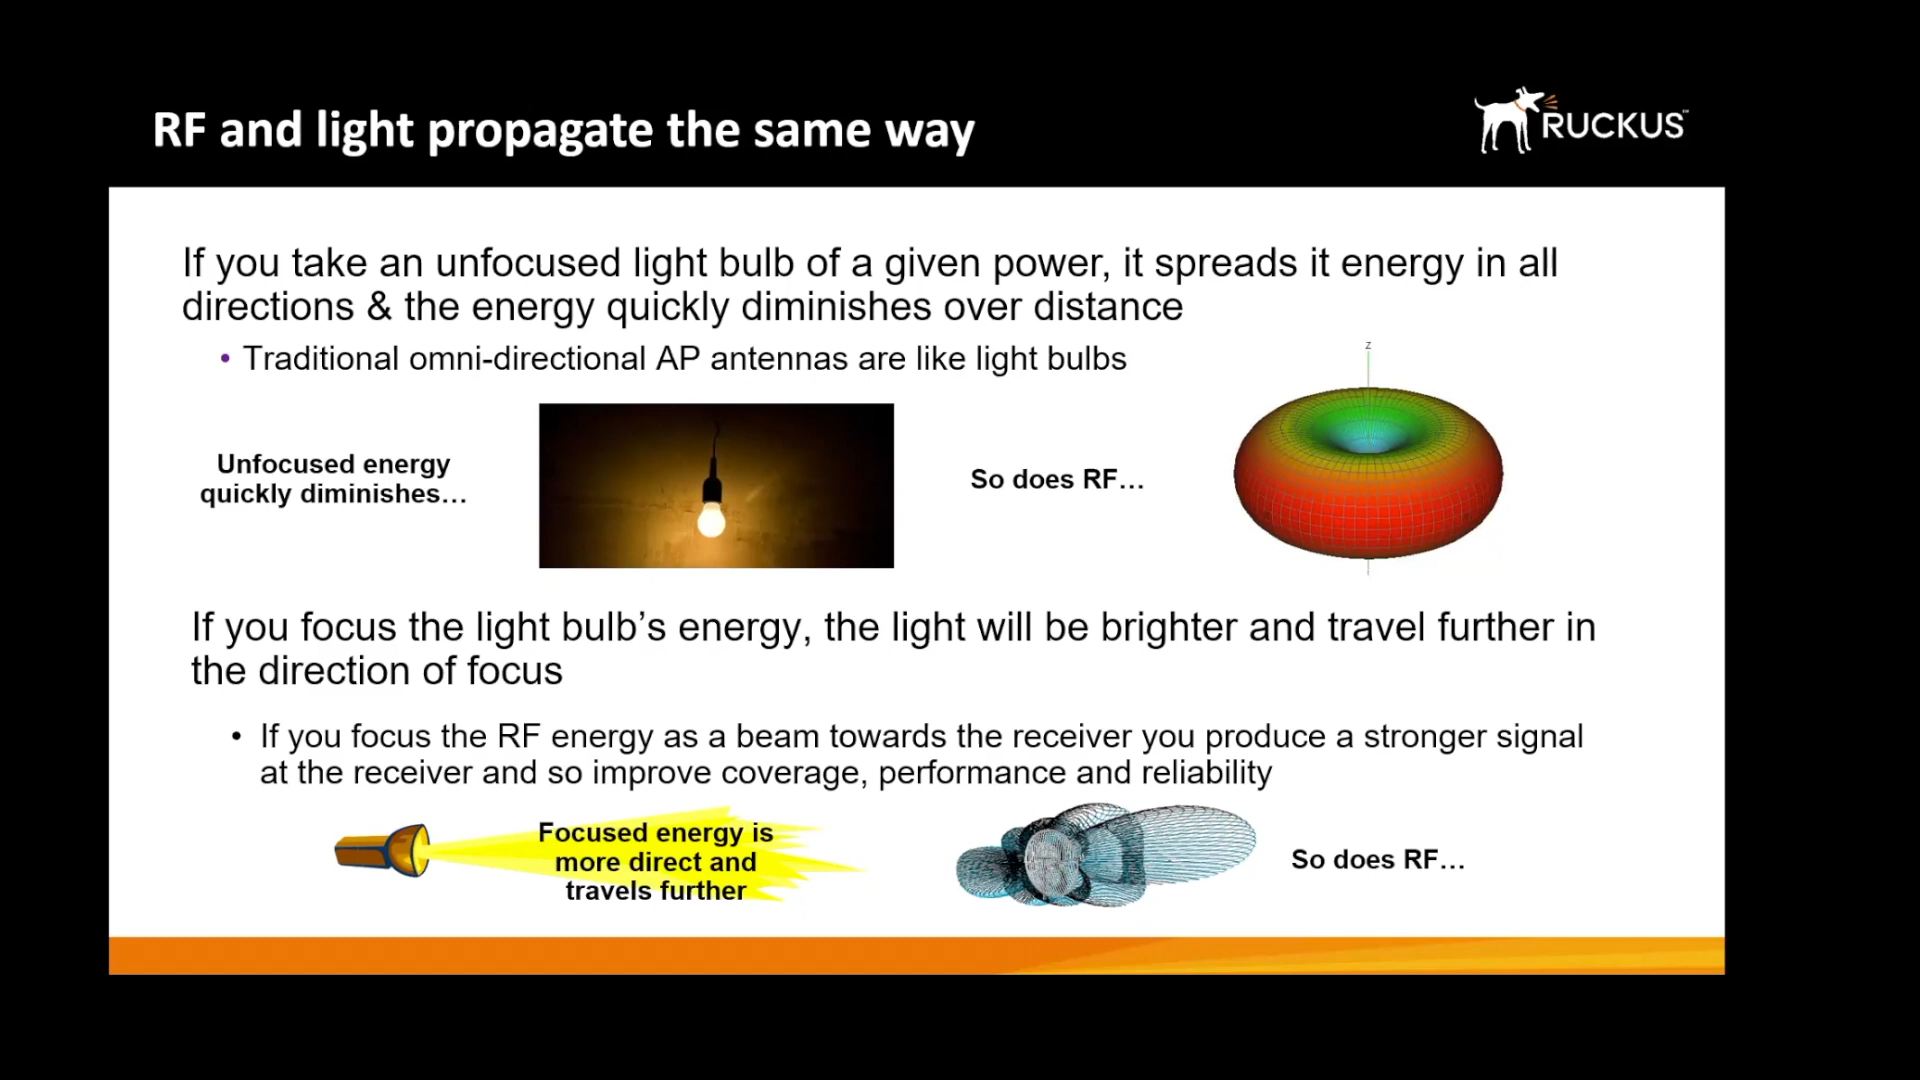 RF and light propagate the same way
RUCKUS™
If you take an unfocused light bulb of a given power, it spreads it energy in all
directions & the energy quickly diminishes over distance
• Traditional omni-directional AP antennas are like light bulbs
z
Unfocused energy
quickly diminishes…
So does RF…
If you focus the light bulb’s energy, the light will be brighter and travel further in
the direction of focus
• If you focus the RF energy as a beam towards the receiver you produce a stronger signal
at the receiver and so improve coverage, performance and reliability
Focused energy is
more direct and
travels further
So does RF…